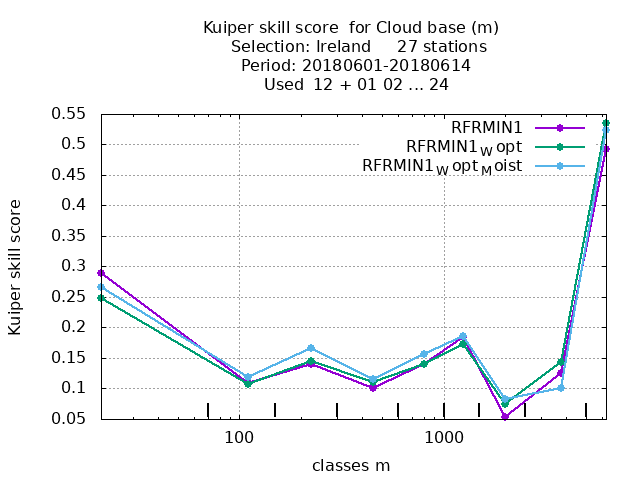 Kuiper skill score  for Cloud base (m)
Selection: Ireland     27 stations
Period: 20180601-20180614
Used  12 + 01 02 ... 24
RFRMIN1
RFRMIN1_W opt
RFRMIN1_W opt_M oist
Kuiper skill score
0.55
0.5
0.45
0.4
0.35
0.3
0.25
0.2
0.15
0.1
0.05
100 1000
classes m